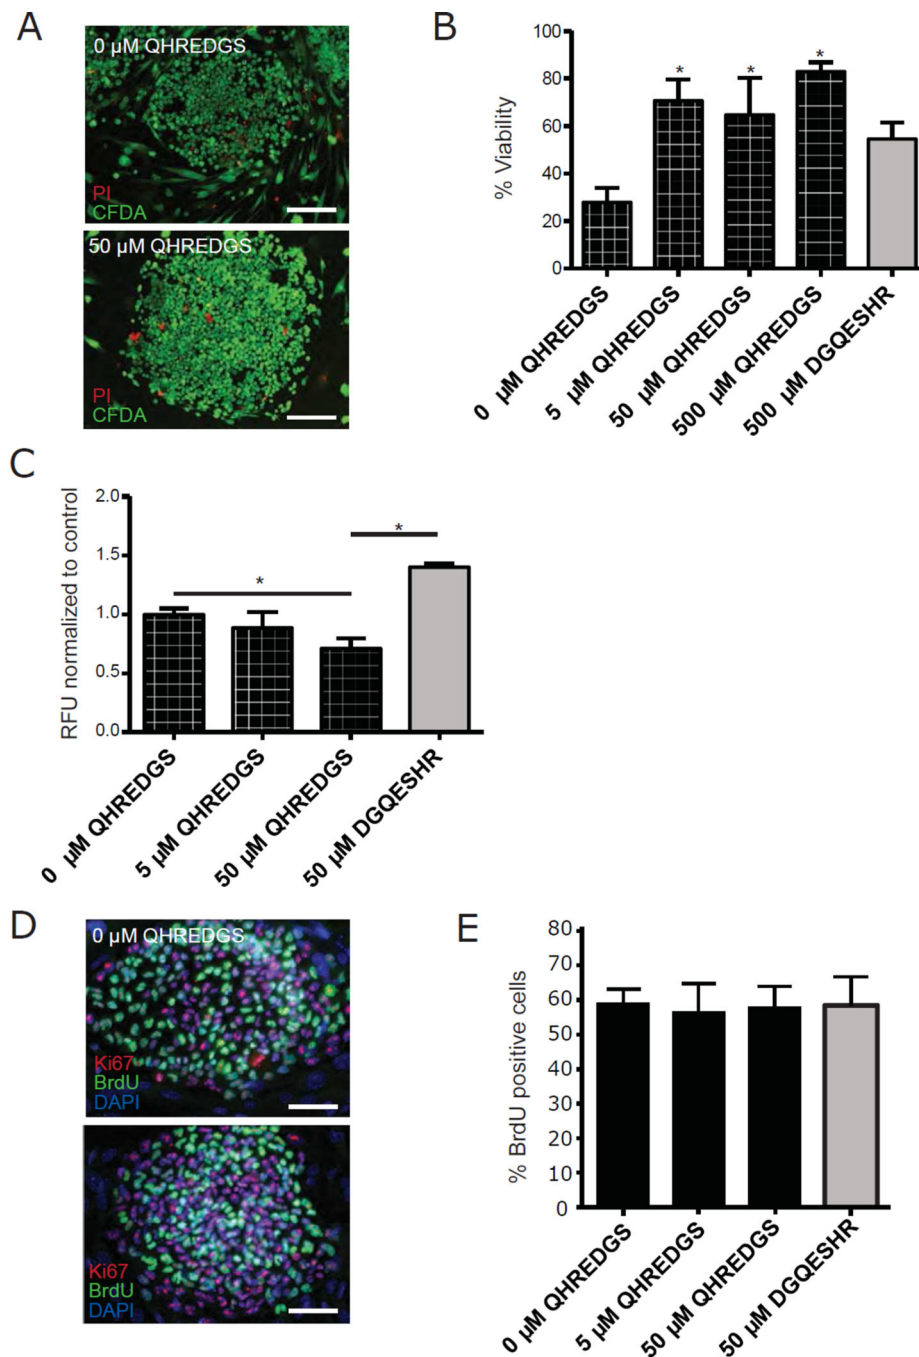 A
0 µM QHREDGS
PI
CFDA
50 µM QHREDGS
PI
CFDA
B
% Viability
100
80
60
40
20
0
* * *
0 µM QHREDGS
5 µM QHREDGS
50 µM QHREDGS
500 µM QHREDGS
500 µM DGQESHR
C
RFU normalized to control
2.0
1.5
1.0
0.5
0.0
*
*
0 µM QHREDGS
5 µM QHREDGS
50 µM QHREDGS
50 µM DGQESHR
D
0 µM QHREDGS
Ki67
BrdU
DAPI
Ki67
BrdU
DAPI
E
% BrdU positive cells
80
70
60
50
40
30
20
10
0
0 µM QHREDGS
5 µM QHREDGS
50 µM QHREDGS
50 µM DGQESHR